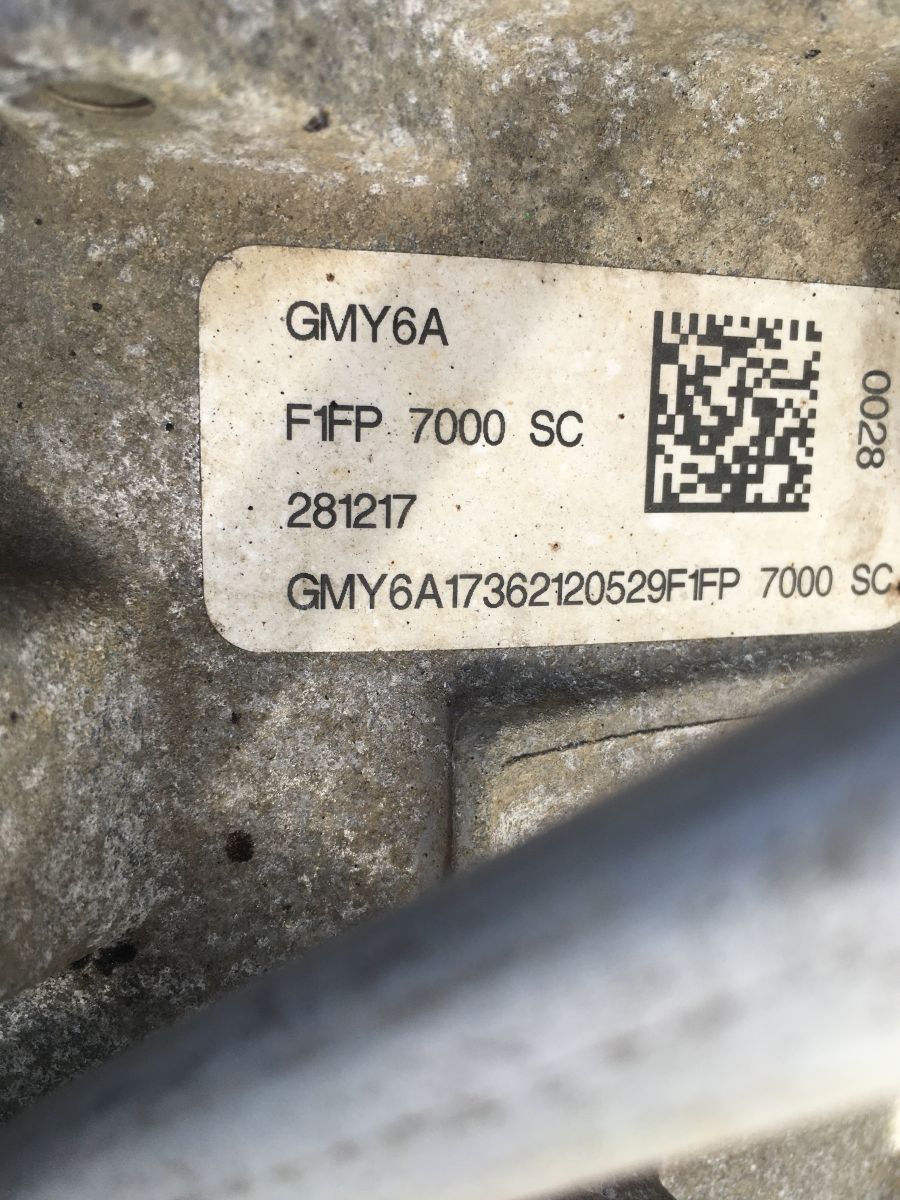 GMY6A
F1FP 7000 SC
281217
GMY6A17362120529F1FP 7000 SC
0028